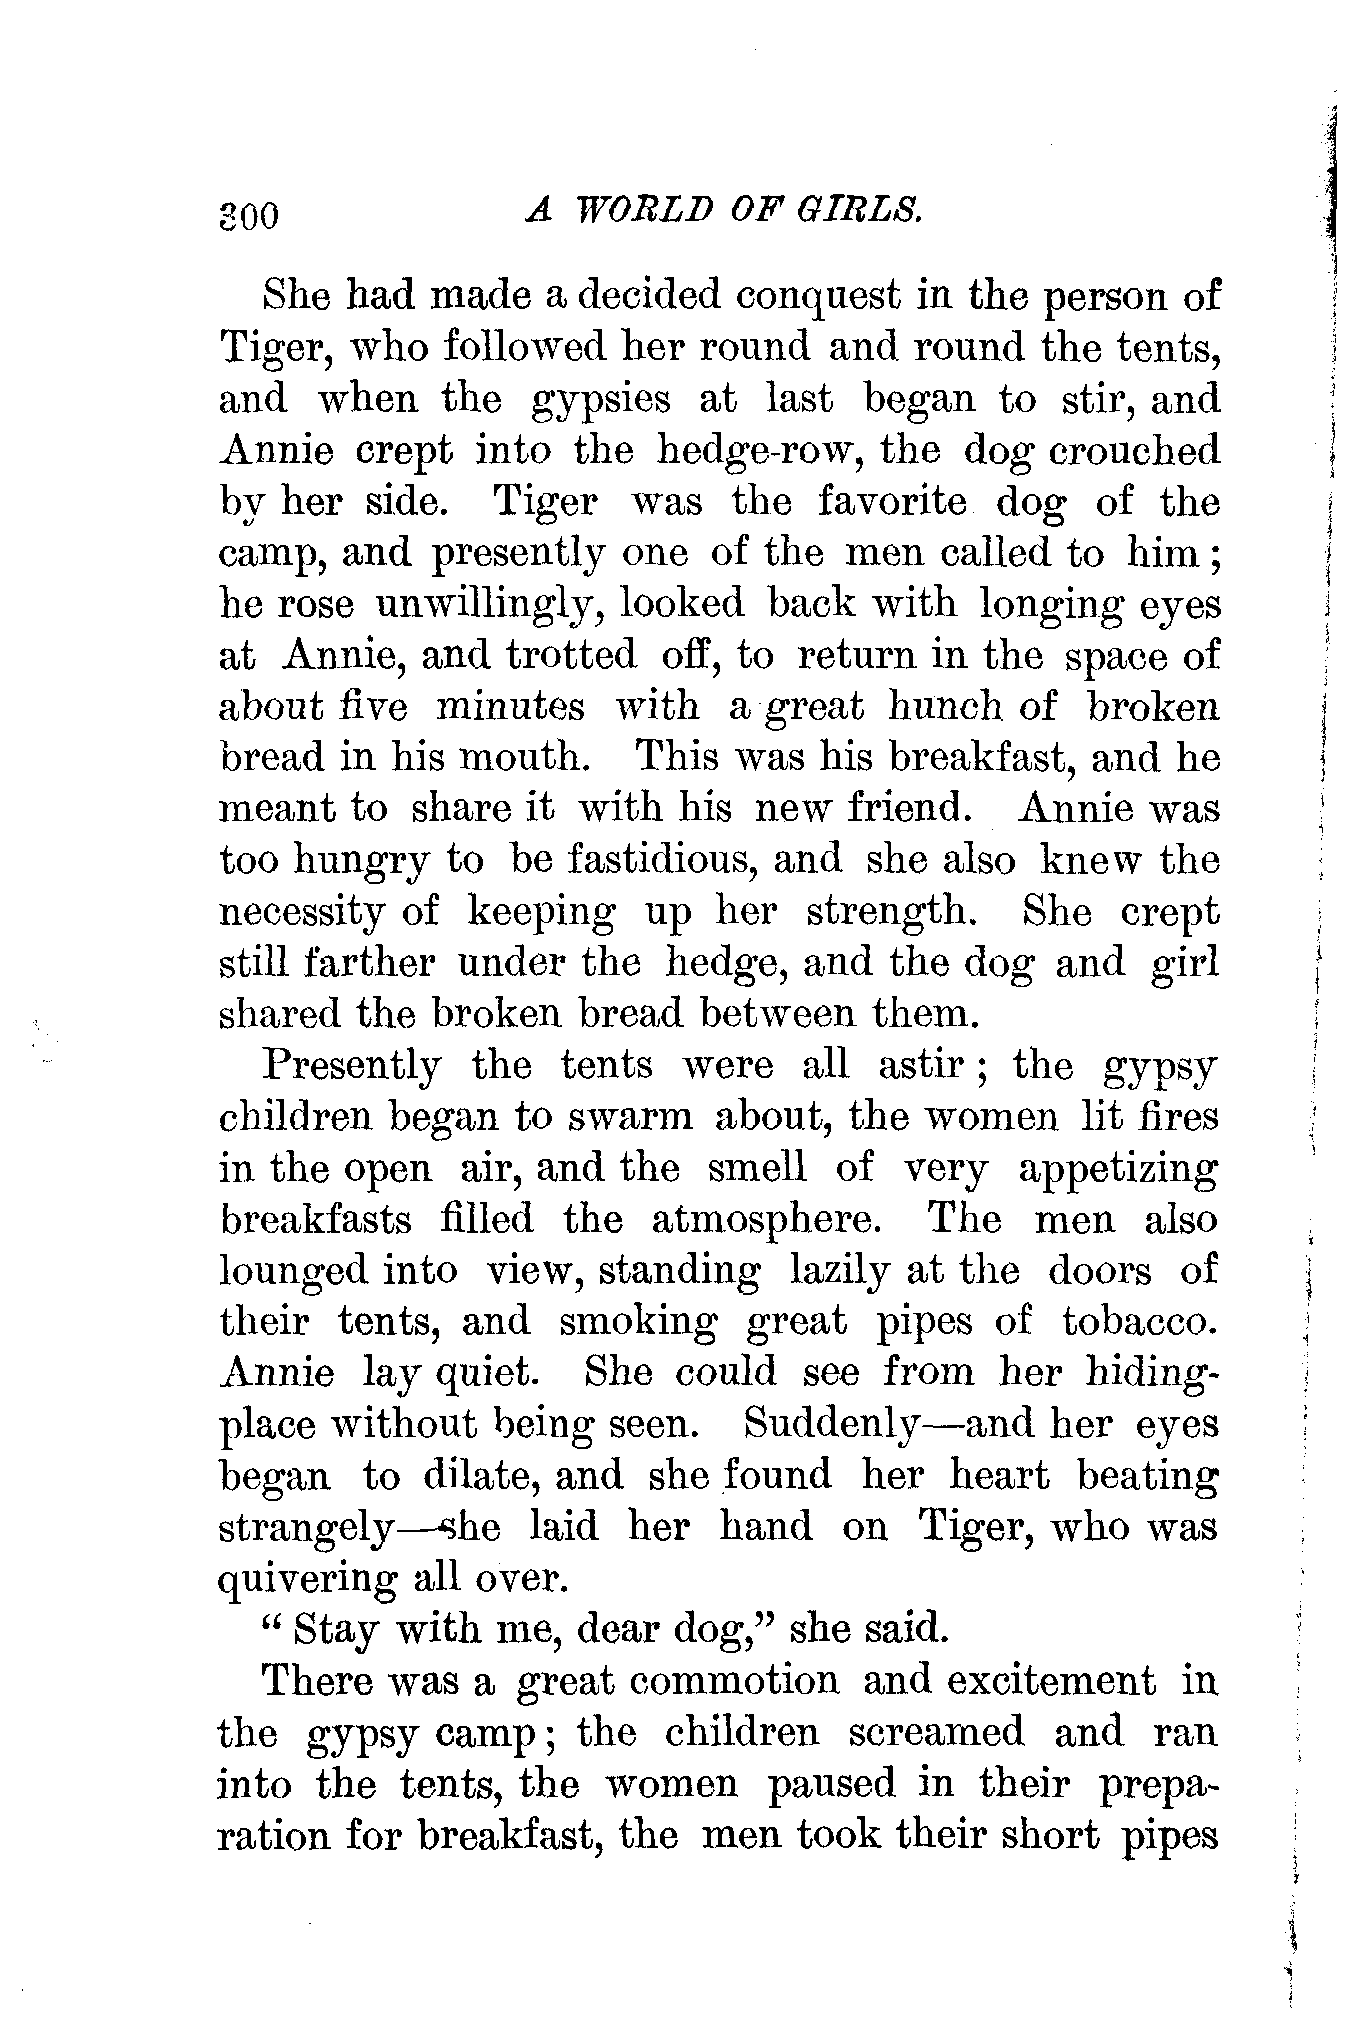 300 A WORLD OF GIRLS.
She had made a decided conquest in the person of
Tiger, who followed her round and round the tents,
and when the gypsies at last began to stir, and
Annie crept into the hedge-row, the dog crouched
by her side. Tiger was the favorite dog of the
camp, and presently one of the men called to him;
he rose unwillingly, looked back with longing eyes
at Annie, and trotted off, to return in the space of
about five minutes with a great hunch of broken
bread in his mouth. This was his breakfast, and he
meant to share it with his new friend. Annie was
too hungry to be fastidious, and she also knew the
necessity of keeping up her strength. She crept
still farther under the hedge, and the dog and girl
shared the broken bread between them.
Presently the tents were all astir; the gypsy
children began to swarm about, the women lit fires
in the open air, and the smell of very appetizing
breakfasts filled the atmosphere. The men also
lounged into view, standing lazily at the doors of
their tents, and smoking great pipes of tobacco.
Annie lay quiet. She could see from her hiding-
place without being seen. Suddenly—and her eyes
began to dilate, and she found her heart beating
strangely—she laid her hand on Tiger, who was
quivering all over.
"Stay with me, dear dog," she said.
There was a great commotion and excitement in
the gypsy camp; the children screamed and ran
into the tents, the women paused in their prepa-
ration for breakfast, the men took their short pipes